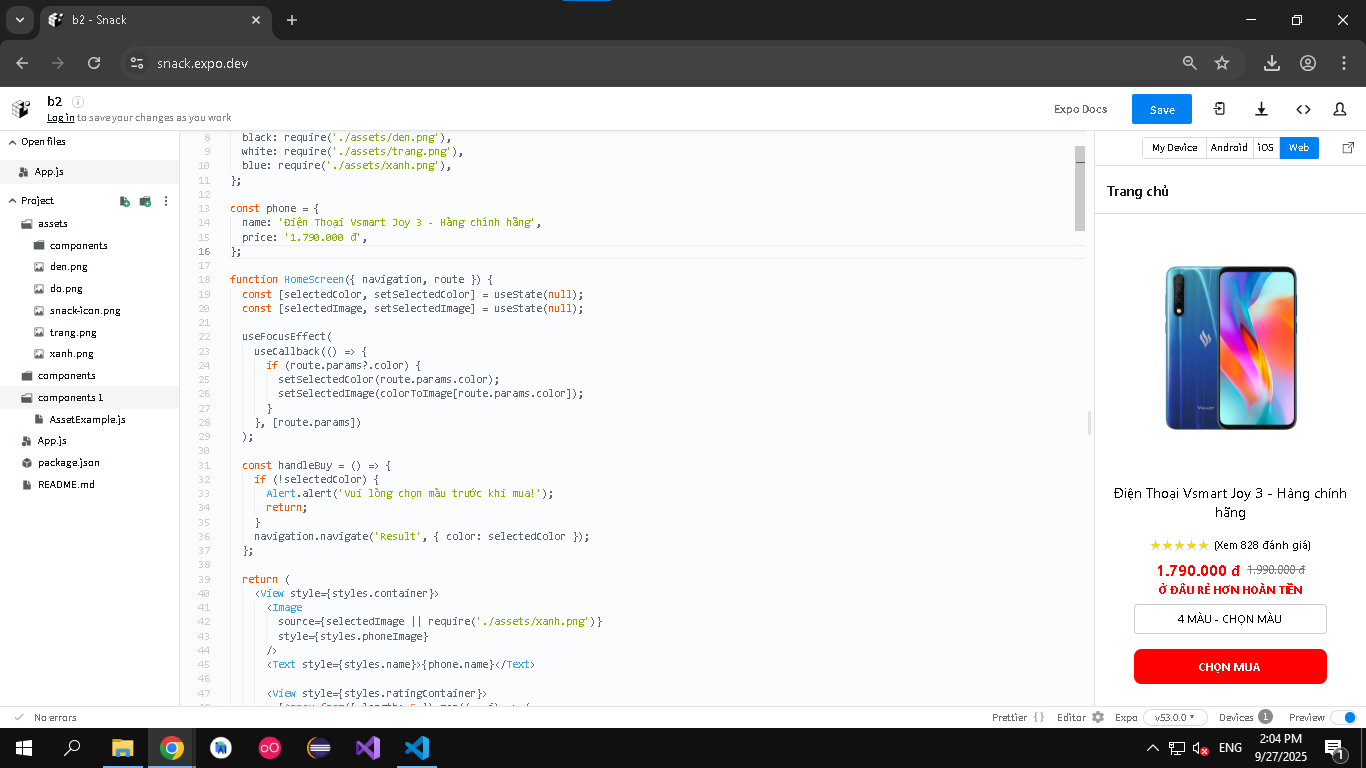 b2 - Snack
snack.expo.dev
b2
Log in to save your changes as you work
Expo Docs
Save
Open files
App.js
Project
assets
components
den.png
do.png
snack-icon.png
trang.png
xanh.png
components
components 1
AssetExample.js
App.js
package.json
README.md
8 black: require('./assets/den.png'),
9 white: require('./assets/trang.png'),
10 blue: require('./assets/xanh.png'),
11 };
12
13 const phone = {
14 name: 'Điện Thoại Vsmart Joy 3 - Hàng chính hãng',
15 price: '1.790.000 đ',
16 };
17
18 function HomeScreen({ navigation, route }) {
19 const [selectedColor, setSelectedColor] = useState(null);
20 const [selectedImage, setSelectedImage] = useState(null);
21
22 useFocusEffect(
23 useCallback(() => {
24 if (route.params?.color) {
25 setSelectedColor(route.params.color);
26 setSelectedImage(colorToImage[route.params.color]);
27 }
28 }, [route.params])
29 );
30
31 const handleBuy = () => {
32 if (!selectedColor) {
33 Alert.alert('Vui lòng chọn màu trước khi mua!');
34 return;
35 }
36 navigation.navigate('Result', { color: selectedColor });
37 };
38
39 return (
40 <View style={styles.container}>
41 <Image
42 source={selectedImage || require('./assets/xanh.png')}
43 style={styles.phoneImage}
44 />
45 <Text style={styles.name}>{phone.name}</Text>
46
47 <View style={styles.ratingContainer}>
My Device Android iOS Web
Trang chủ
Điện Thoại Vsmart Joy 3 - Hàng chính
hãng
★★★★★ (Xem 828 đánh giá)
1.790.000 đ 1.990.000 đ
Ở ĐÂU RẺ HƠN HOÀN TIỀN
4 MÀU - CHỌN MÀU
CHỌN MUA
No errors
Prettier {} Editor Expo v53.0.0 Devices 1 Preview
ENG
2:04 PM
9/27/2025
1